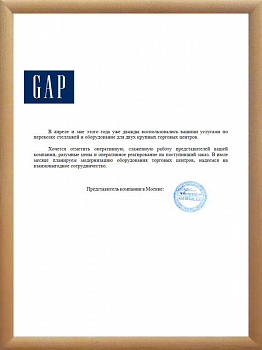 GAP
В апреле и мае этого года уже дважды воспользовались вашими услугами по
перевозке стеллажей и оборудование для двух крупных торговых центров.
Хочется отметить оперативную, слаженную работу представителей вашей
компании, разумные цены и оперативное реагирование на поступивший заказ. В июле
месяце планируем модернизацию оборудования торговых центров, надеемся на
взаимовыгодное сотрудничество.
Представитель компании в Москве: